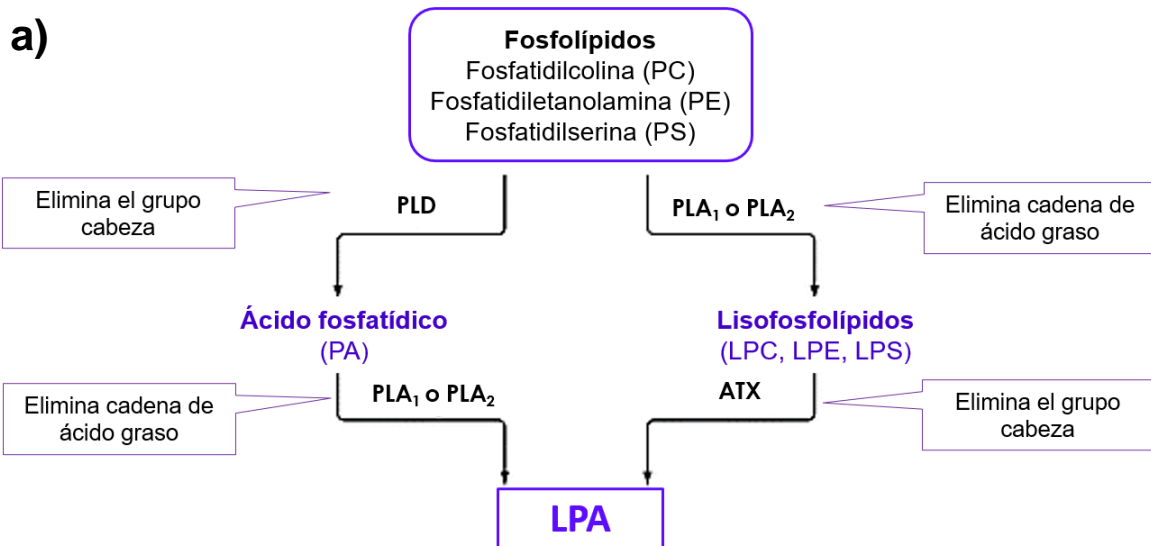 a)
Fosfolípidos
Fosfatidilcolina (PC)
Fosfatidiletanolamina (PE)
Fosfatidilserina (PS)
Elimina el grupo
cabeza
PLD
PLA₁ o PLA₂
Elimina cadena de
ácido graso
Ácido fosfatídico
(PA)
Lisofosfolípidos
(LPC, LPE, LPS)
Elimina cadena de
ácido graso
PLA₁ o PLA₂
ATX
Elimina el grupo
cabeza
LPA